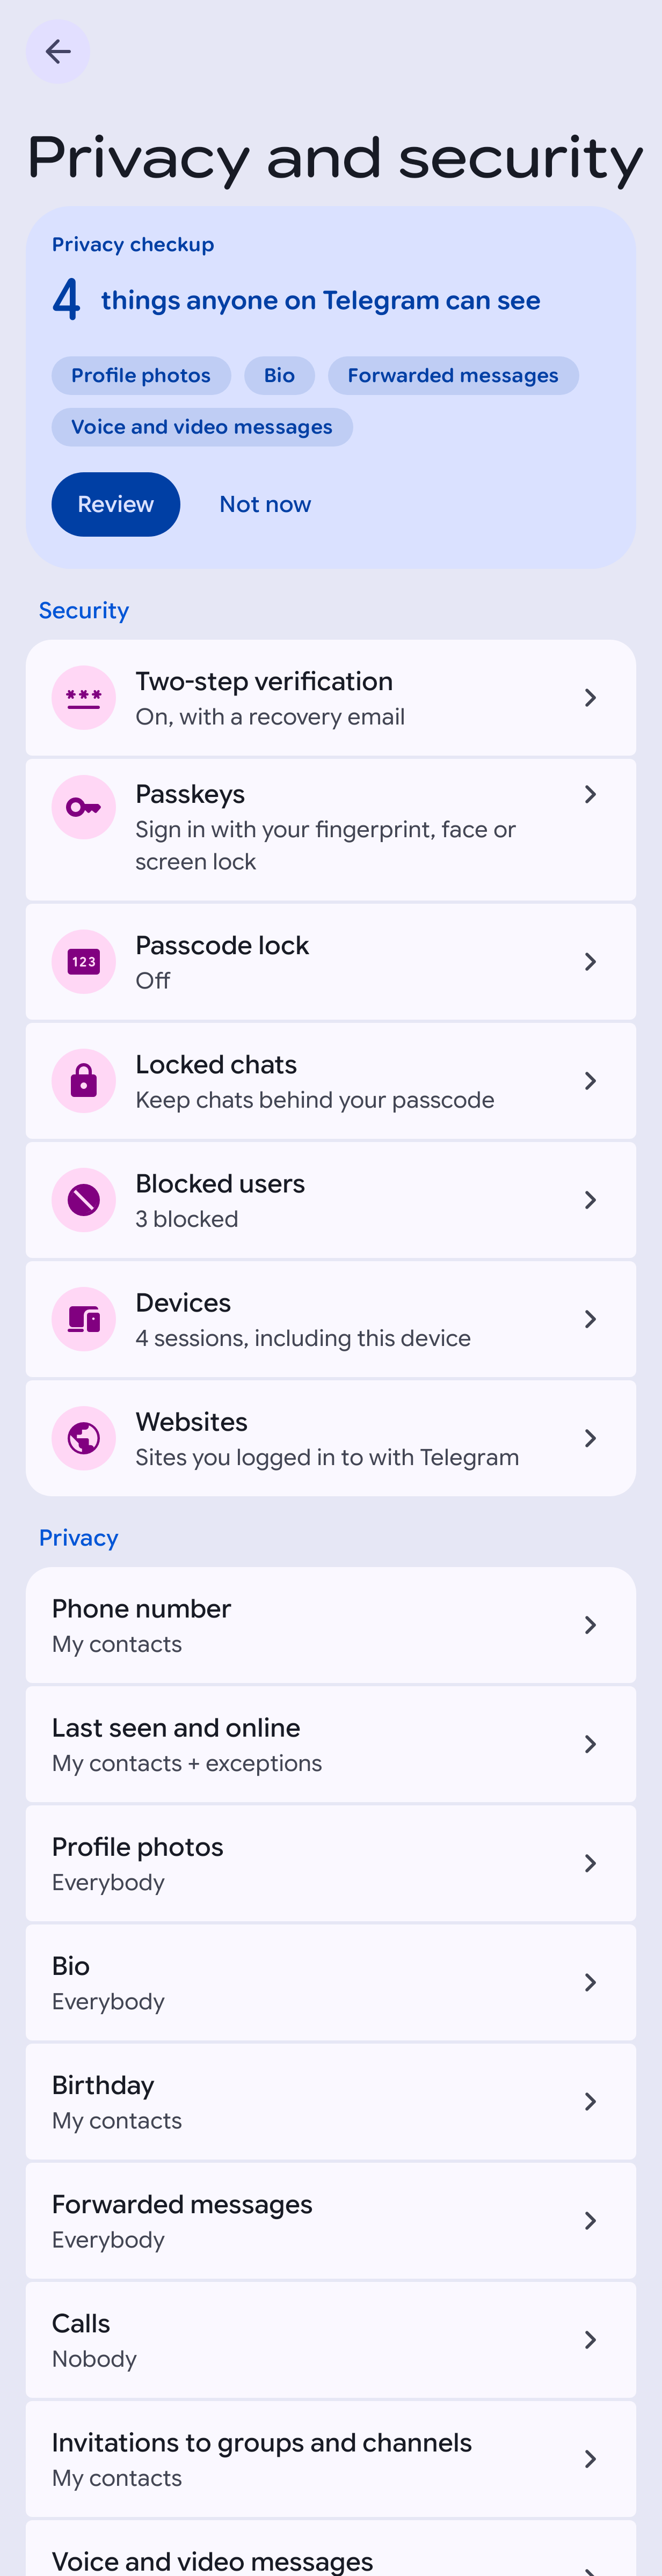 Privacy and security
Privacy checkup
4 things anyone on Telegram can see
Profile photos Bio Forwarded messages
Voice and video messages
Review Not now
Security
Two-step verification
On, with a recovery email
Passkeys
Sign in with your fingerprint, face or
screen lock
123
Passcode lock
Off
Locked chats
Keep chats behind your passcode
Blocked users
3 blocked
Devices
4 sessions, including this device
Websites
Sites you logged in to with Telegram
Privacy
Phone number
My contacts
Last seen and online
My contacts + exceptions
Profile photos
Everybody
Bio
Everybody
Birthday
My contacts
Forwarded messages
Everybody
Calls
Nobody
Invitations to groups and channels
My contacts
Voice and video messages